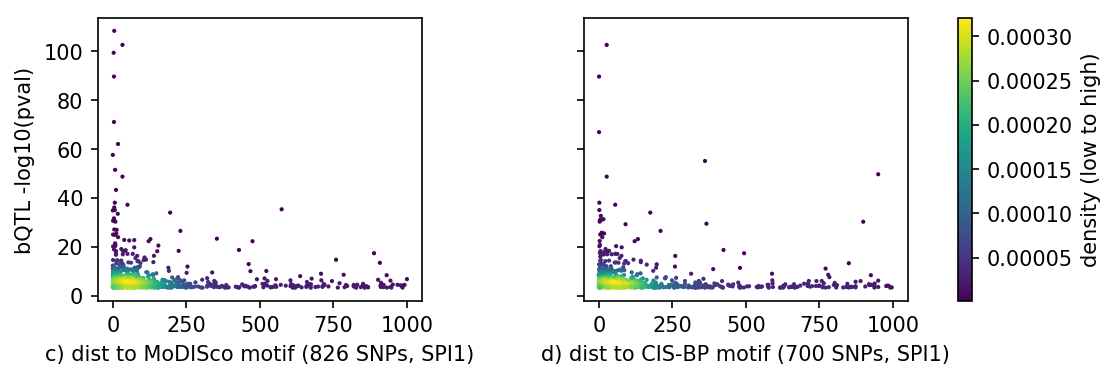 bQTL -log10(pval)
100
80
60
40
20
0
0 250 500 750 1000
c) dist to MoDISco motif (826 SNPs, SPI1)
0 250 500 750 1000
d) dist to CIS-BP motif (700 SNPs, SPI1)
0.00030
0.00025
0.00020
0.00015
0.00010
0.00005
density (low to high)